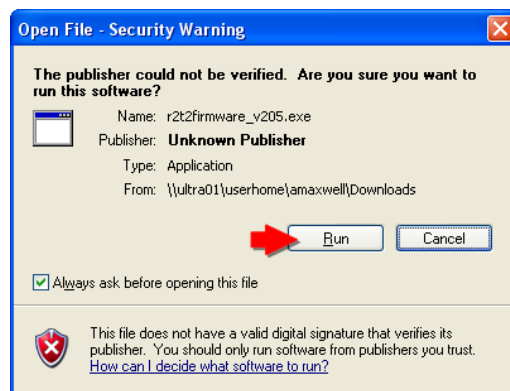 Open File - Security Warning
The publisher could not be verified.  Are you sure you want to
run this software?
Name: r2t2firmware_v205.exe
Publisher: Unknown Publisher
Type: Application
From: \\ultra01\userhome\amaxwell\Downloads
Run Cancel
Always ask before opening this file
This file does not have a valid digital signature that verifies its
publisher.  You should only run software from publishers you trust.
How can I decide what software to run?